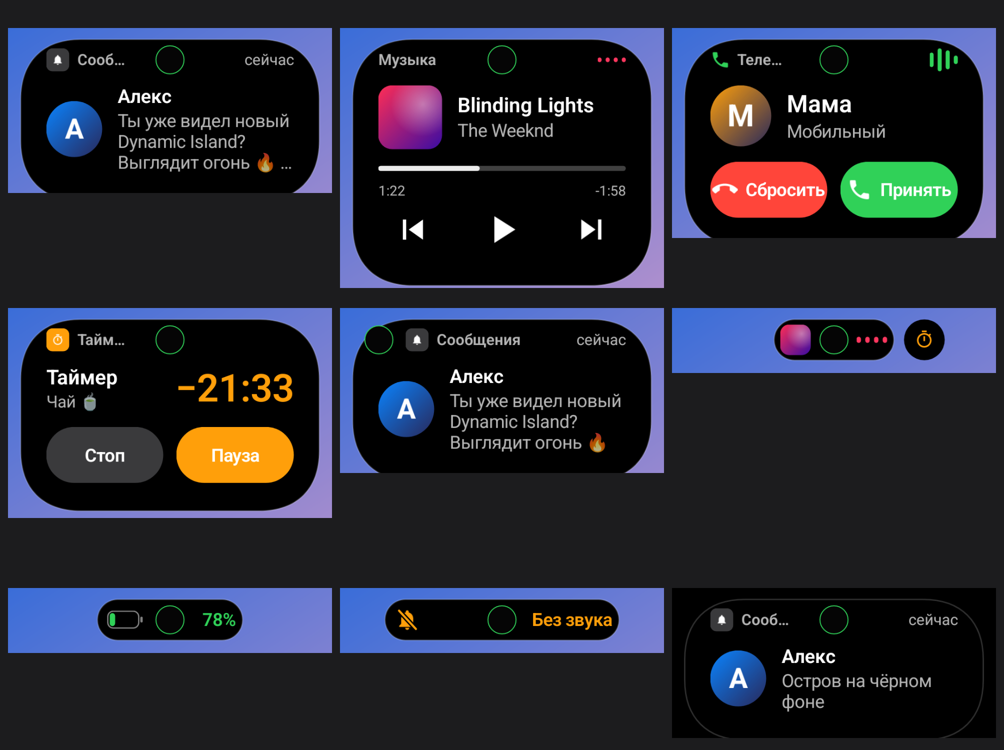 Сооб... сейчас
А
Алекс
Ты уже видел новый
Dynamic Island?
Выглядит огонь 🔥 ...
Музыка
Blinding Lights
The Weeknd
1:22 -1:58
Теле...
М
Мама
Мобильный
Сбросить Принять
Тайм...
Таймер
Чай 🍵
−21:33
Стоп Пауза
Сообщения сейчас
А
Алекс
Ты уже видел новый
Dynamic Island?
Выглядит огонь 🔥
78%
Без звука
Сооб... сейчас
А
Алекс
Остров на чёрном
фоне